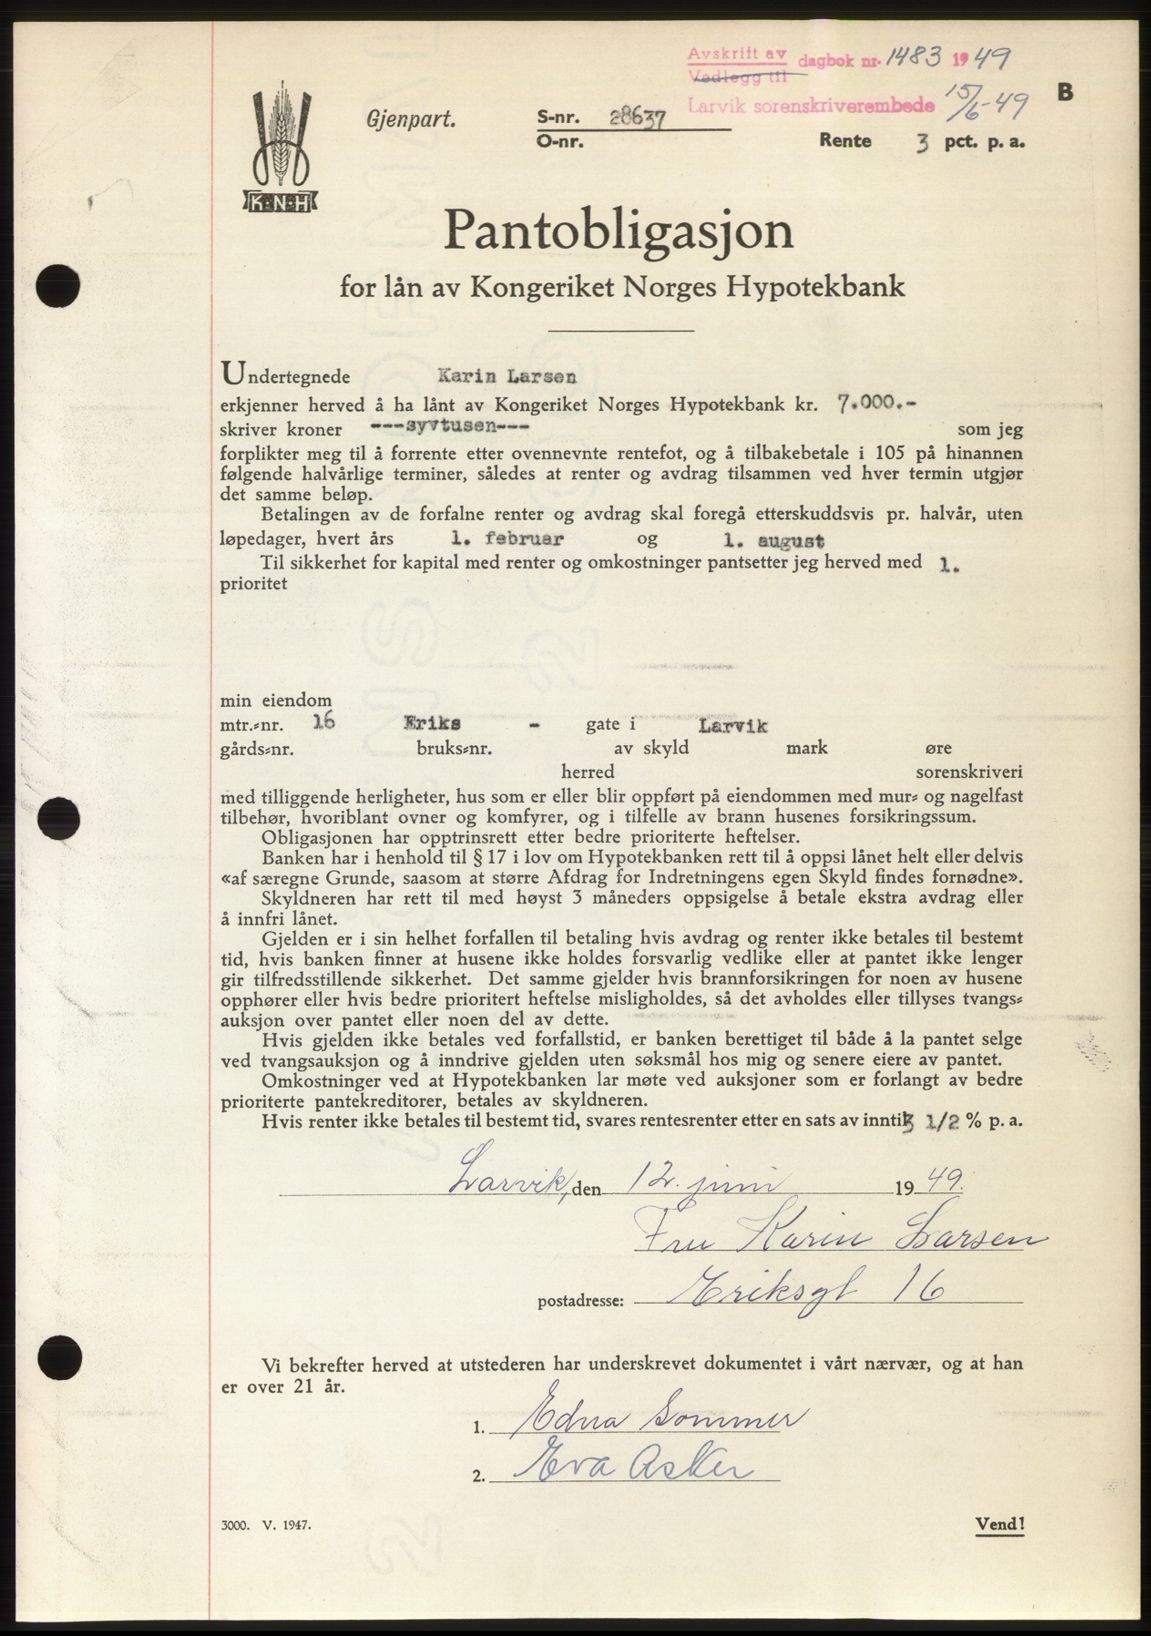 Avskrift av
Vedlegg til
dagbok nr. 1483 1949
Larvik sorenskriverembede 15/6-49
B
Gjenpart.
S-nr. 28637
O-nr.
Rente 3 pct. p. a.
K·N·H
Pantobligasjon
for lån av Kongeriket Norges Hypotekbank
Undertegnede Karin Larsen
erkjenner herved å ha lånt av Kongeriket Norges Hypotekbank kr. 7.000.-
skriver kroner ---syvtusen--- som jeg
forplikter meg til å forrente etter ovennevnte rentefot, og å tilbakebetale i 105 på hinannen
følgende halvårlige terminer, således at renter og avdrag tilsammen ved hver termin utgjør
det samme beløp.
Betalingen av de forfalne renter og avdrag skal foregå etterskuddsvis pr. halvår, uten
løpedager, hvert års 1. februar og 1. august
Til sikkerhet for kapital med renter og omkostninger pantsetter jeg herved med 1.
prioritet
min eiendom
mtr.-nr. 16 Eriks - gate i Larvik
gårds-nr. bruks-nr. av skyld mark øre
herred sorenskriveri
med tilliggende herligheter, hus som er eller blir oppført på eiendommen med mur- og nagelfast
tilbehør, hvoriblant ovner og komfyrer, og i tilfelle av brann husenes forsikringssum.
Obligasjonen har opptrinsrett etter bedre prioriterte heftelser.
Banken har i henhold til § 17 i lov om Hypotekbanken rett til å oppsi lånet helt eller delvis
«af særegne Grunde, saasom at større Afdrag for Indretningens egen Skyld findes fornødne».
Skyldneren har rett til med høyst 3 måneders oppsigelse å betale ekstra avdrag eller
å innfri lånet.
Gjelden er i sin helhet forfallen til betaling hvis avdrag og renter ikke betales til bestemt
tid, hvis banken finner at husene ikke holdes forsvarlig vedlike eller at pantet ikke lenger
gir tilfredsstillende sikkerhet. Det samme gjelder hvis brannforsikringen for noen av husene
opphører eller hvis bedre prioritert heftelse misligholdes, så det avholdes eller tillyses tvangs-
auksjon over pantet eller noen del av dette.
Hvis gjelden ikke betales ved forfallstid, er banken berettiget til både å la pantet selge
ved tvangsauksjon og å inndrive gjelden uten søksmål hos mig og senere eiere av pantet.
Omkostninger ved at Hypotekbanken lar møte ved auksjoner som er forlangt av bedre
prioriterte pantekreditorer, betales av skyldneren.
Hvis renter ikke betales til bestemt tid, svares rentesrenter etter en sats av inntil 3 1/2 % p. a.
Larvik, den 12. juni 1949.
Fru Karin Larsen
postadresse: Eriksgt 16
Vi bekrefter herved at utstederen har underskrevet dokumentet i vårt nærvær, og at han
er over 21 år.
1. Edna Sommer
2. Eva Asker
3000. V. 1947.
Vend!